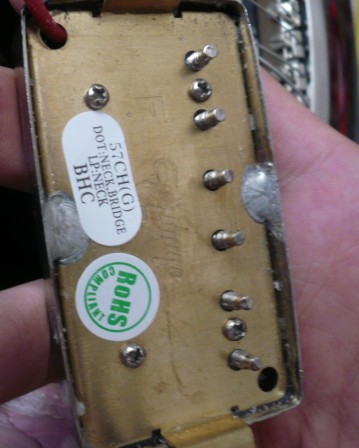 57CH(G)
DOT:NECK,BRIDGE
LP:NECK
BHC
RoHS
COMPLIANT